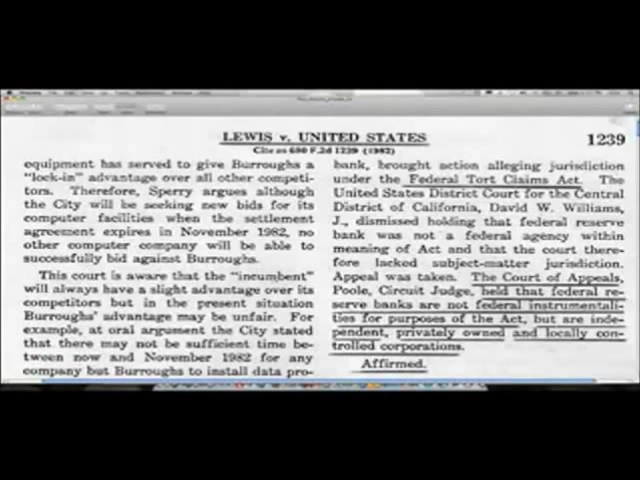 LEWIS v. UNITED STATES
Cite as 680 F.2d 1239 (1982)
1239
equipment has served to give Burroughs a
"lock-in" advantage over all other competi-
tors. Therefore, Sperry argues although
the City will be seeking new bids for its
computer facilities when the settlement
agreement expires in November 1982, no
other computer company will be able to
successfully bid against Burroughs.
This court is aware that the "incumbent"
will always have a slight advantage over its
competitors but in the present situation
Burroughs' advantage may be unfair. For
example, at oral argument the City stated
that there may not be sufficient time be-
tween now and November 1982 for any
company but Burroughs to install data pro-
bank, brought action alleging jurisdiction
under the Federal Tort Claims Act. The
United States District Court for the Central
District of California, David W. Williams,
J., dismissed holding that federal reserve
bank was not a federal agency within
meaning of Act and that the court there-
fore lacked subject-matter jurisdiction.
Appeal was taken. The Court of Appeals,
Poole, Circuit Judge, held that federal re-
serve banks are not federal instrumentali-
ties for purposes of the Act, but are inde-
pendent, privately owned and locally con-
trolled corporations.
Affirmed.